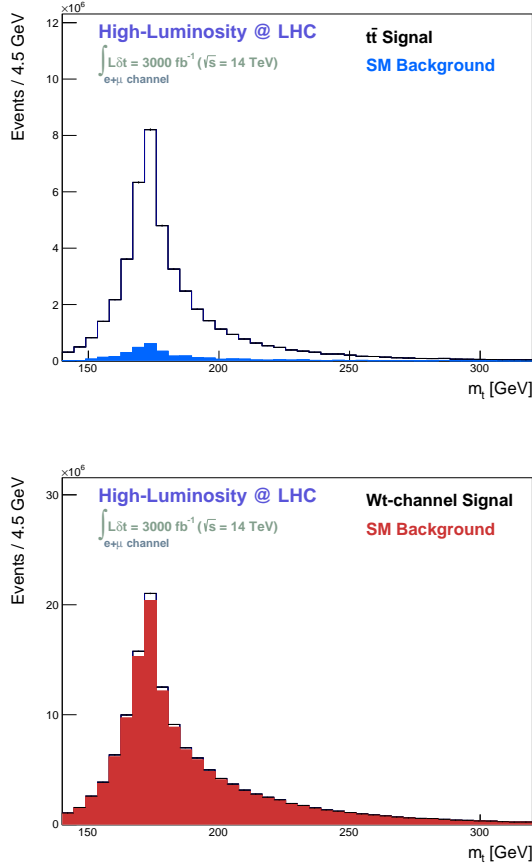 ×10⁶
12
10
8
6
4
2
0
Events / 4.5 GeV
High-Luminosity @ LHC
∫ Lδt = 3000 fb⁻¹ (√s = 14 TeV)
e+μ channel
tt̄ Signal
SM Background
150 200 250 300
mₜ [GeV]
×10⁶
30
20
10
0
Events / 4.5 GeV
High-Luminosity @ LHC
∫ Lδt = 3000 fb⁻¹ (√s = 14 TeV)
e+μ channel
Wt-channel Signal
SM Background
150 200 250 300
mₜ [GeV]